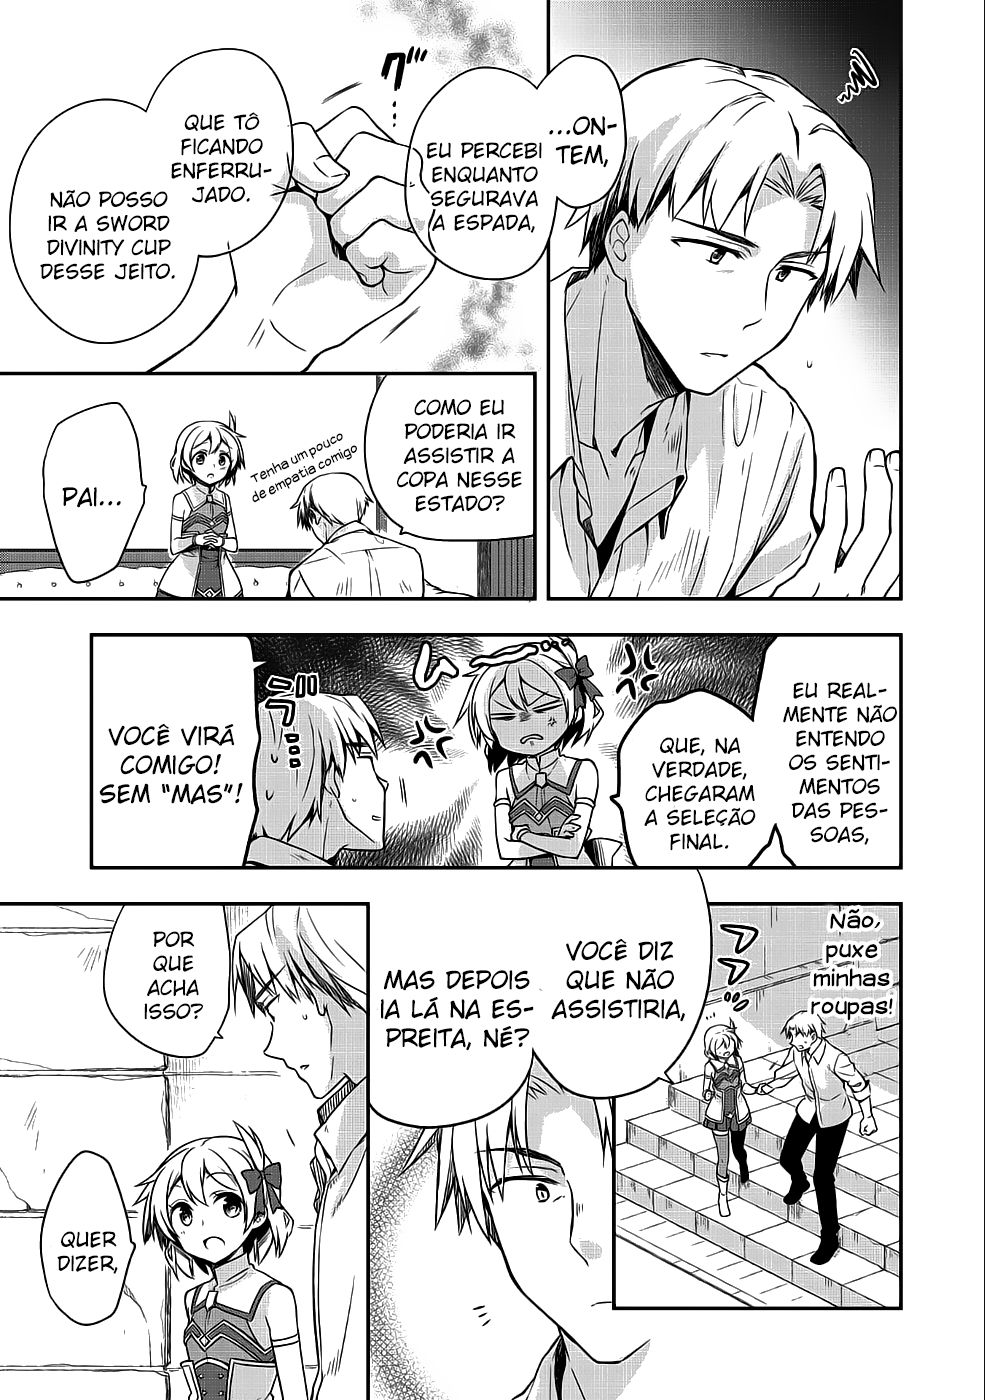 ...ON-
TEM,
EU PERCEBI
ENQUANTO
SEGURAVA
A ESPADA,
QUE TÔ
FICANDO
ENFERRU-
JADO.
NÃO POSSO
IR A SWORD
DIVINITY CUP
DESSE JEITO.
COMO EU
PODERIA IR
ASSISTIR A
COPA NESSE
ESTADO?
Tenha um pouco
de empatia comigo
PAI...
EU REAL-
MENTE NÃO
ENTENDO
OS SENTI-
MENTOS
DAS PES-
SOAS,
QUE, NA
VERDADE,
CHEGARAM
A SELEÇÃO
FINAL.
VOCÊ VIRÁ
COMIGO!
SEM "MAS"!
Não,
puxe
minhas
roupas!
VOCÊ DIZ
QUE NÃO
ASSISTIRIA,
MAS DEPOIS
IA LÁ NA ES-
PREITA, NÉ?
POR
QUE
ACHA
ISSO?
QUER
DIZER,